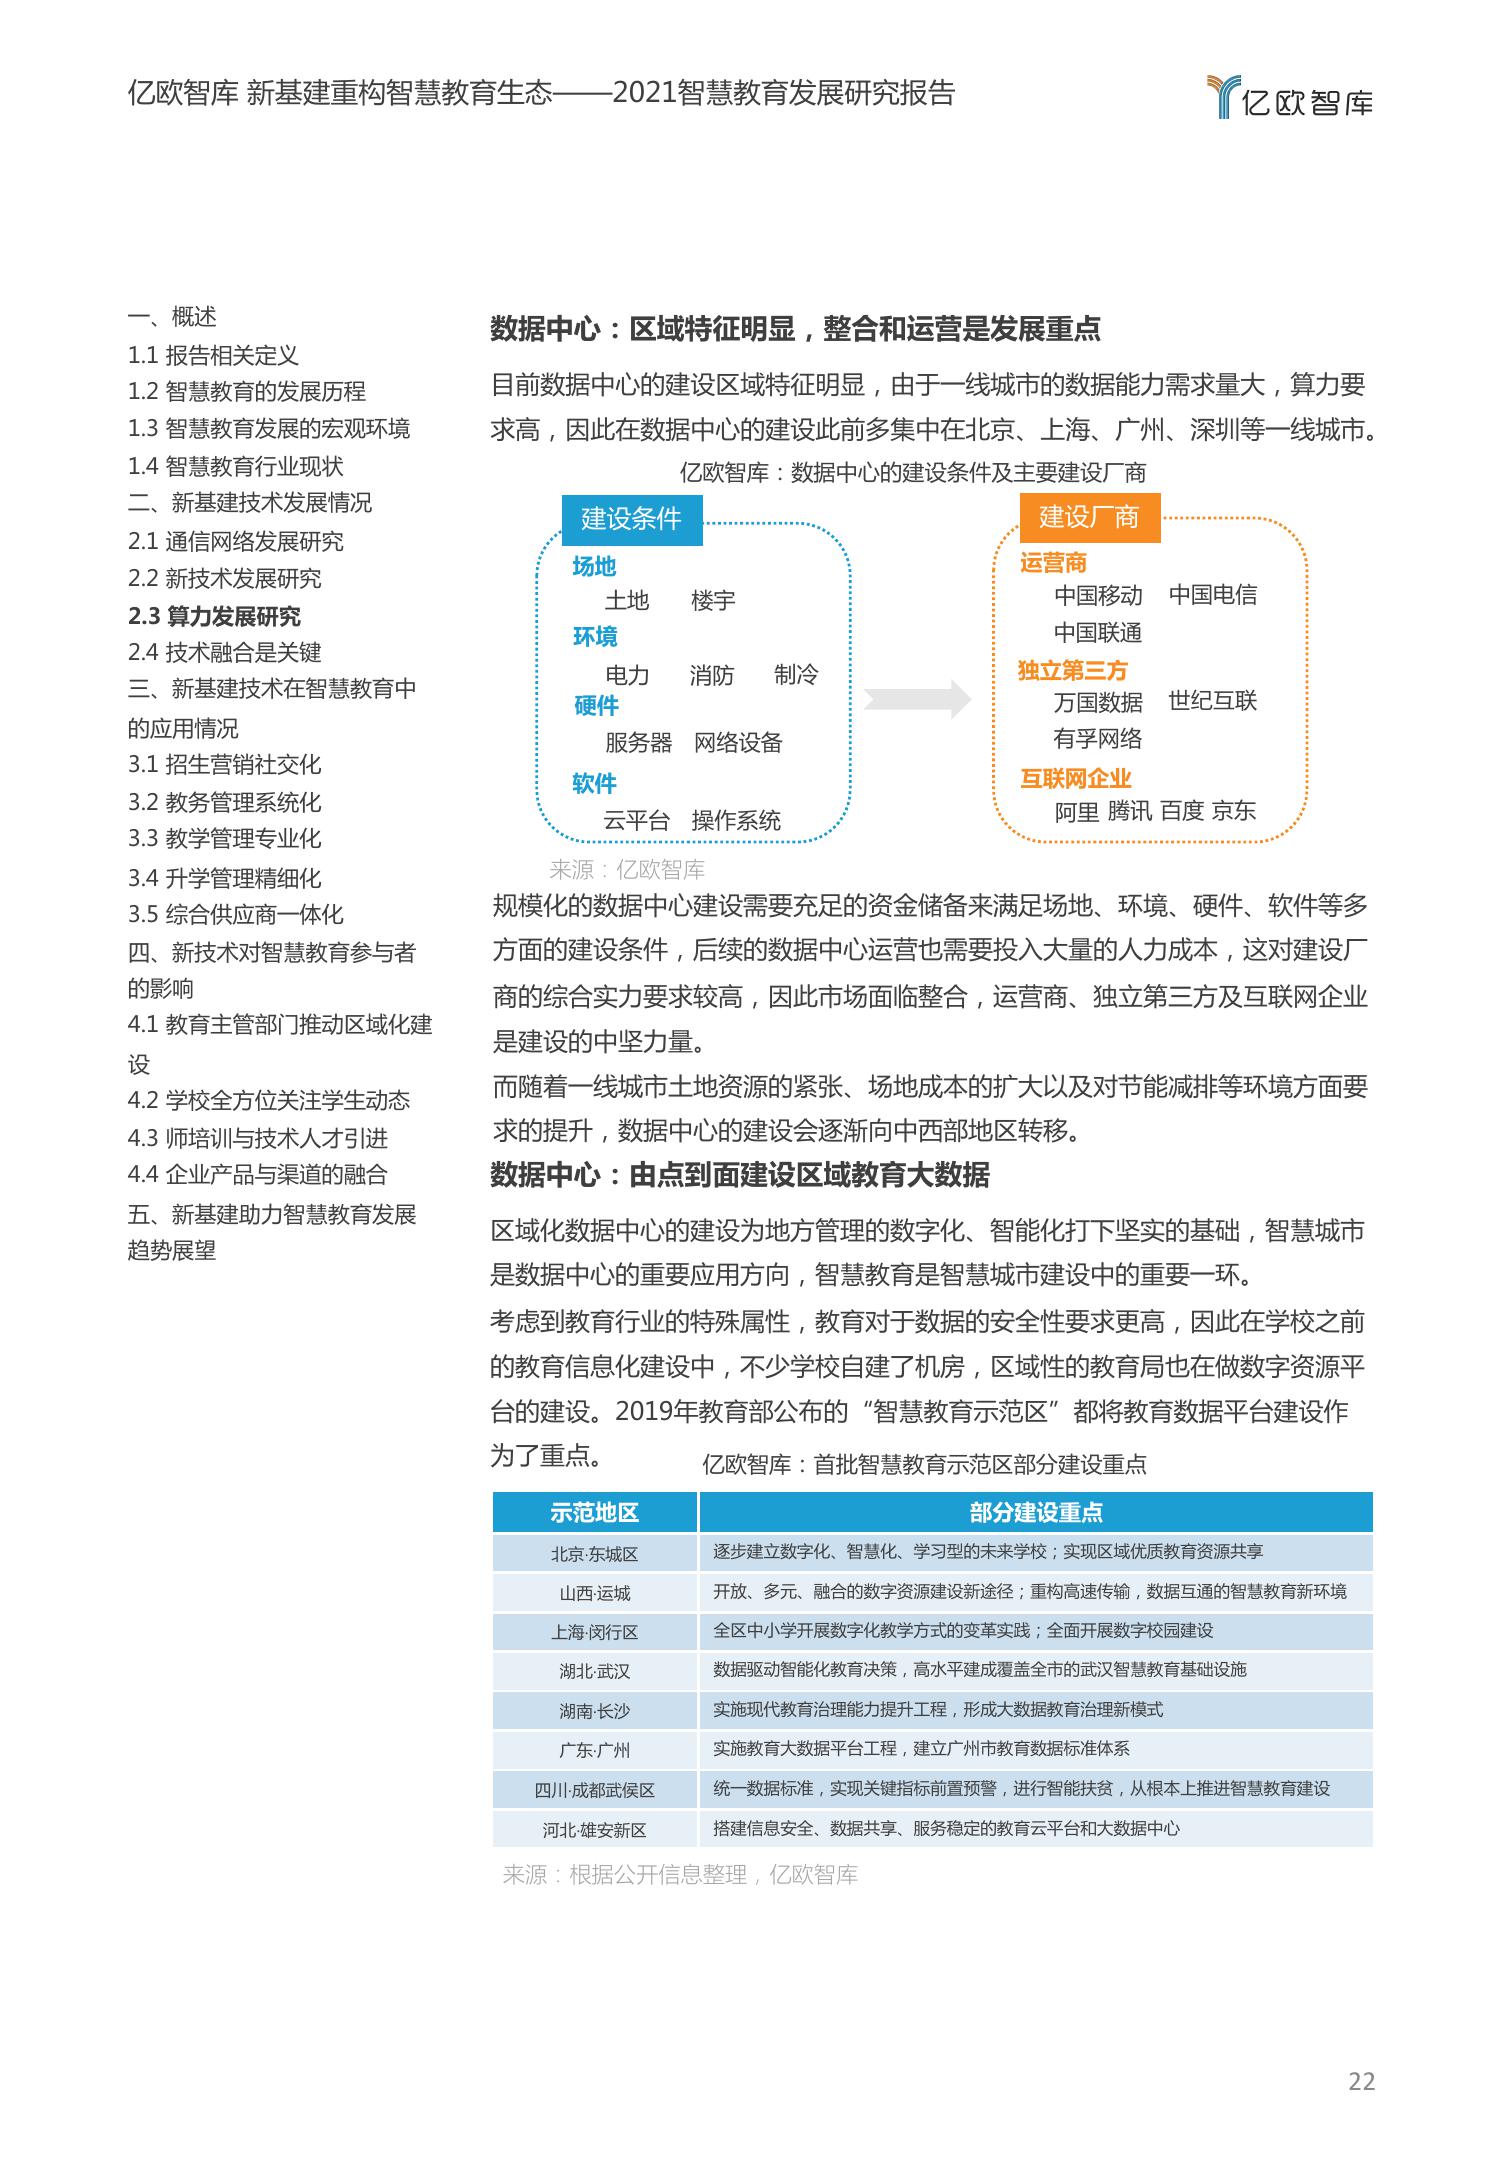 亿欧智库 新基建重构智慧教育生态——2021智慧教育发展研究报告
亿欧智库
一、概述
1.1 报告相关定义
1.2 智慧教育的发展历程
1.3 智慧教育发展的宏观环境
1.4 智慧教育行业现状
二、新基建技术发展情况
2.1 通信网络发展研究
2.2 新技术发展研究
2.3 算力发展研究
2.4 技术融合是关键
三、新基建技术在智慧教育中
的应用情况
3.1 招生营销社交化
3.2 教务管理系统化
3.3 教学管理专业化
3.4 升学管理精细化
3.5 综合供应商一体化
四、新技术对智慧教育参与者
的影响
4.1 教育主管部门推动区域化建
设
4.2 学校全方位关注学生动态
4.3 师培训与技术人才引进
4.4 企业产品与渠道的融合
五、新基建助力智慧教育发展
趋势展望
数据中心：区域特征明显，整合和运营是发展重点
目前数据中心的建设区域特征明显，由于一线城市的数据能力需求量大，算力要
求高，因此在数据中心的建设此前多集中在北京、上海、广州、深圳等一线城市。
亿欧智库：数据中心的建设条件及主要建设厂商
建设条件
场地
土地 楼宇
环境
电力 消防 制冷
硬件
服务器 网络设备
软件
云平台 操作系统
建设厂商
运营商
中国移动 中国电信
中国联通
独立第三方
万国数据 世纪互联
有孚网络
互联网企业
阿里 腾讯 百度 京东
来源：亿欧智库
规模化的数据中心建设需要充足的资金储备来满足场地、环境、硬件、软件等多
方面的建设条件，后续的数据中心运营也需要投入大量的人力成本，这对建设厂
商的综合实力要求较高，因此市场面临整合，运营商、独立第三方及互联网企业
是建设的中坚力量。
而随着一线城市土地资源的紧张、场地成本的扩大以及对节能减排等环境方面要
求的提升，数据中心的建设会逐渐向中西部地区转移。
数据中心：由点到面建设区域教育大数据
区域化数据中心的建设为地方管理的数字化、智能化打下坚实的基础，智慧城市
是数据中心的重要应用方向，智慧教育是智慧城市建设中的重要一环。
考虑到教育行业的特殊属性，教育对于数据的安全性要求更高，因此在学校之前
的教育信息化建设中，不少学校自建了机房，区域性的教育局也在做数字资源平
台的建设。2019年教育部公布的“智慧教育示范区”都将教育数据平台建设作
为了重点。
亿欧智库：首批智慧教育示范区部分建设重点
示范地区 部分建设重点
北京·东城区 逐步建立数字化、智慧化、学习型的未来学校；实现区域优质教育资源共享
山西·运城 开放、多元、融合的数字资源建设新途径；重构高速传输，数据互通的智慧教育新环境
上海·闵行区 全区中小学开展数字化教学方式的变革实践；全面开展数字校园建设
湖北·武汉 数据驱动智能化教育决策，高水平建成覆盖全市的武汉智慧教育基础设施
湖南·长沙 实施现代教育治理能力提升工程，形成大数据教育治理新模式
广东·广州 实施教育大数据平台工程，建立广州市教育数据标准体系
四川·成都武侯区 统一数据标准，实现关键指标前置预警，进行智能扶贫，从根本上推进智慧教育建设
河北·雄安新区 搭建信息安全、数据共享、服务稳定的教育云平台和大数据中心
来源：根据公开信息整理，亿欧智库
22